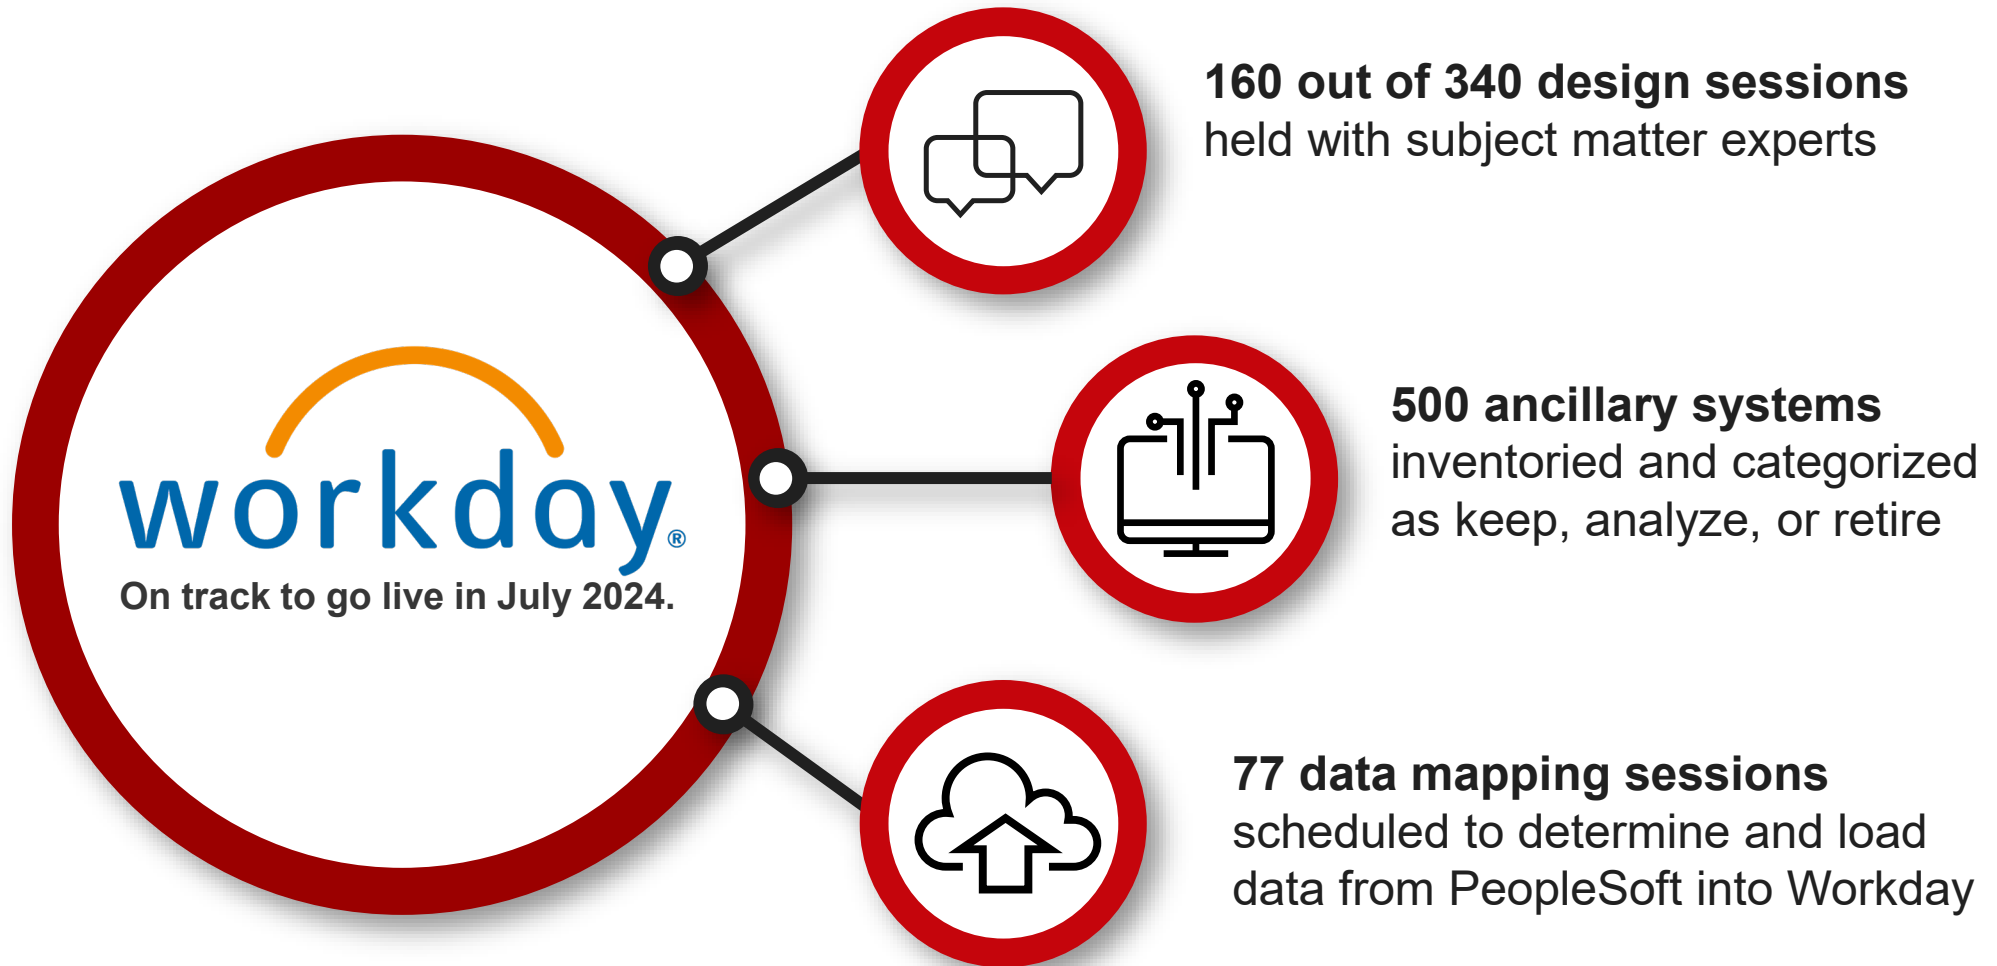 160 out of 340 design sessions
held with subject matter experts
500 ancillary systems
inventoried and categorized
as keep, analyze, or retire
workday®
On track to go live in July 2024.
77 data mapping sessions
scheduled to determine and load
data from PeopleSoft into Workday